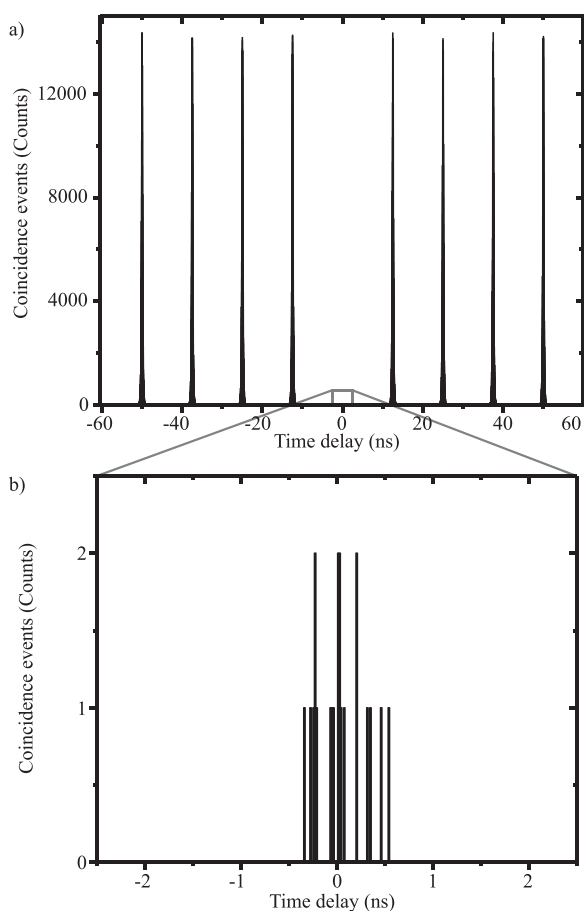 a)
Coincidence events (Counts)
12000
8000
4000
0
-60 -40 -20 0 20 40 60
Time delay (ns)
b)
Coincidence events (Counts)
2
1
0
-2 -1 0 1 2
Time delay (ns)